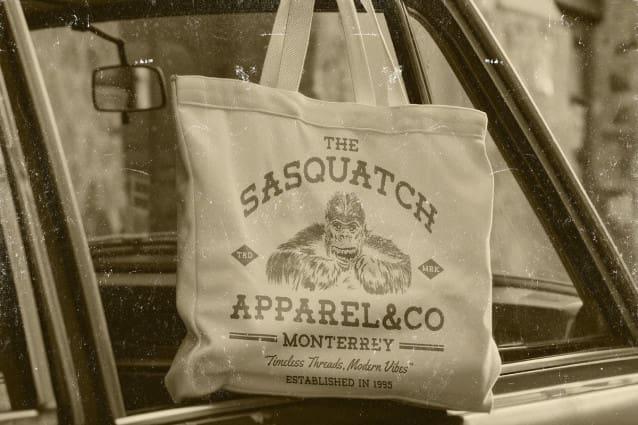 THE
SASQUATCH
TRD MRK
APPAREL&CO
MONTERREY
"Timeless Threads, Modern Vibes"
ESTABLISHED IN 1995